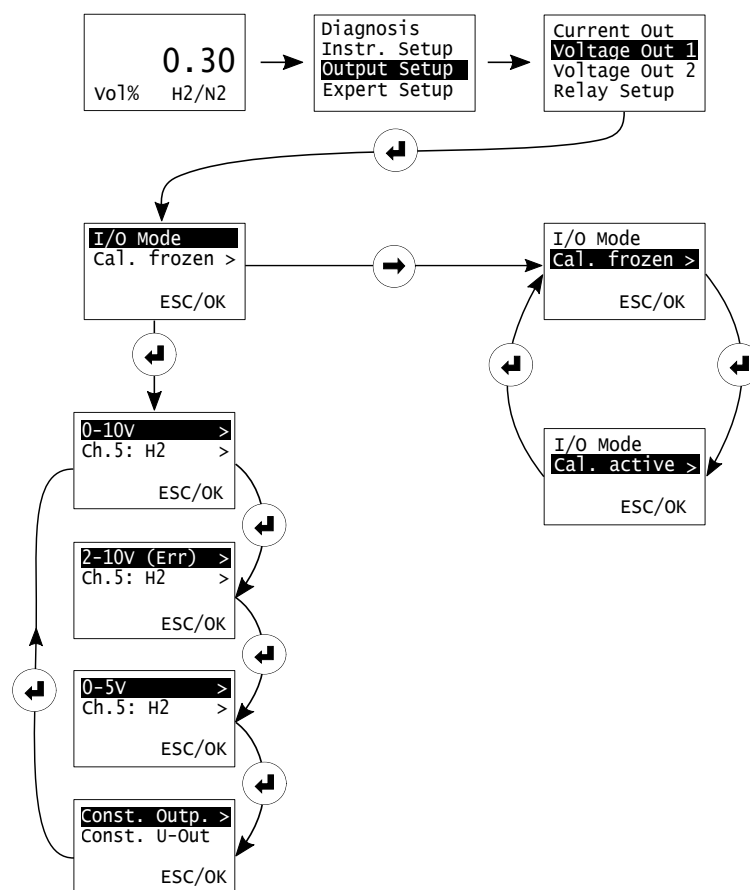 0.30
Vol% H2/N2
Diagnosis
Instr. Setup
Output Setup
Expert Setup
Current Out
Voltage Out 1
Voltage Out 2
Relay Setup
I/O Mode
Cal. frozen >
ESC/OK
I/O Mode
Cal. frozen >
ESC/OK
0-10V >
Ch.5: H2 >
ESC/OK
I/O Mode
Cal. active >
ESC/OK
2-10V (Err) >
Ch.5: H2 >
ESC/OK
0-5V >
Ch.5: H2 >
ESC/OK
Const. Outp. >
Const. U-Out
ESC/OK